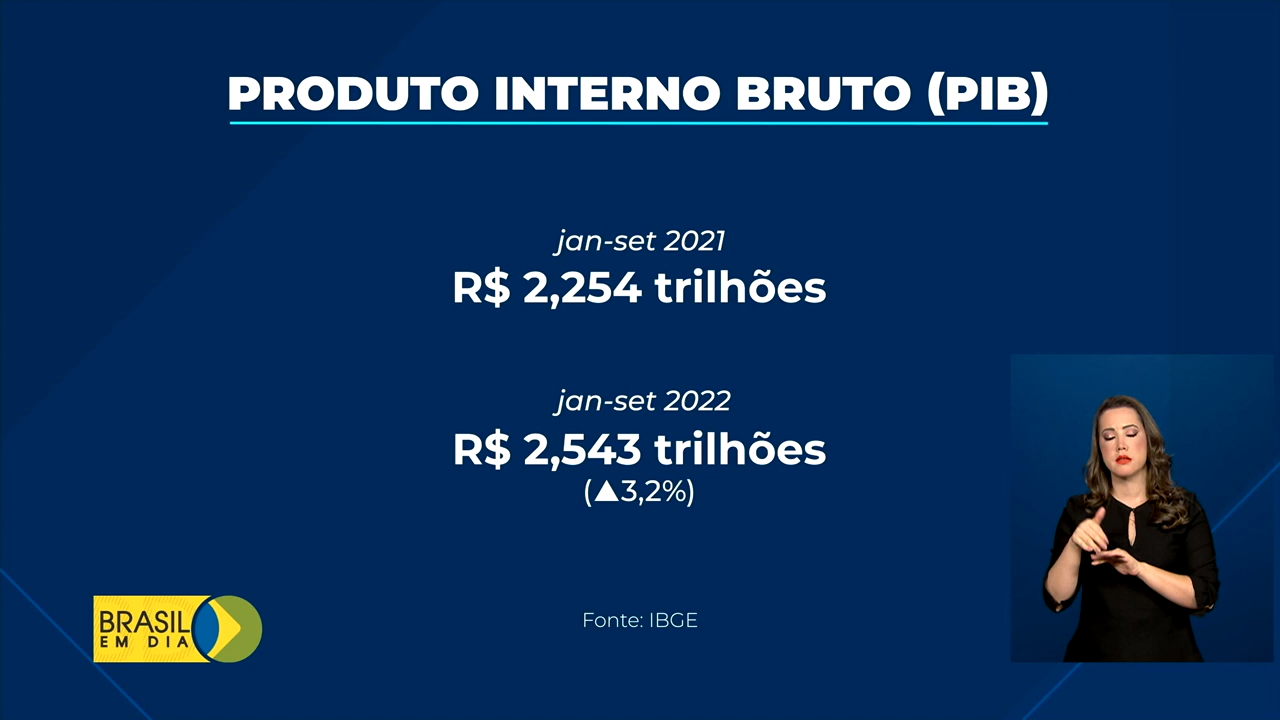 PRODUTO INTERNO BRUTO (PIB)
jan-set 2021
R$ 2,254 trilhões
jan-set 2022
R$ 2,543 trilhões
(▲3,2%)
Fonte: IBGE
BRASIL
EM DIA